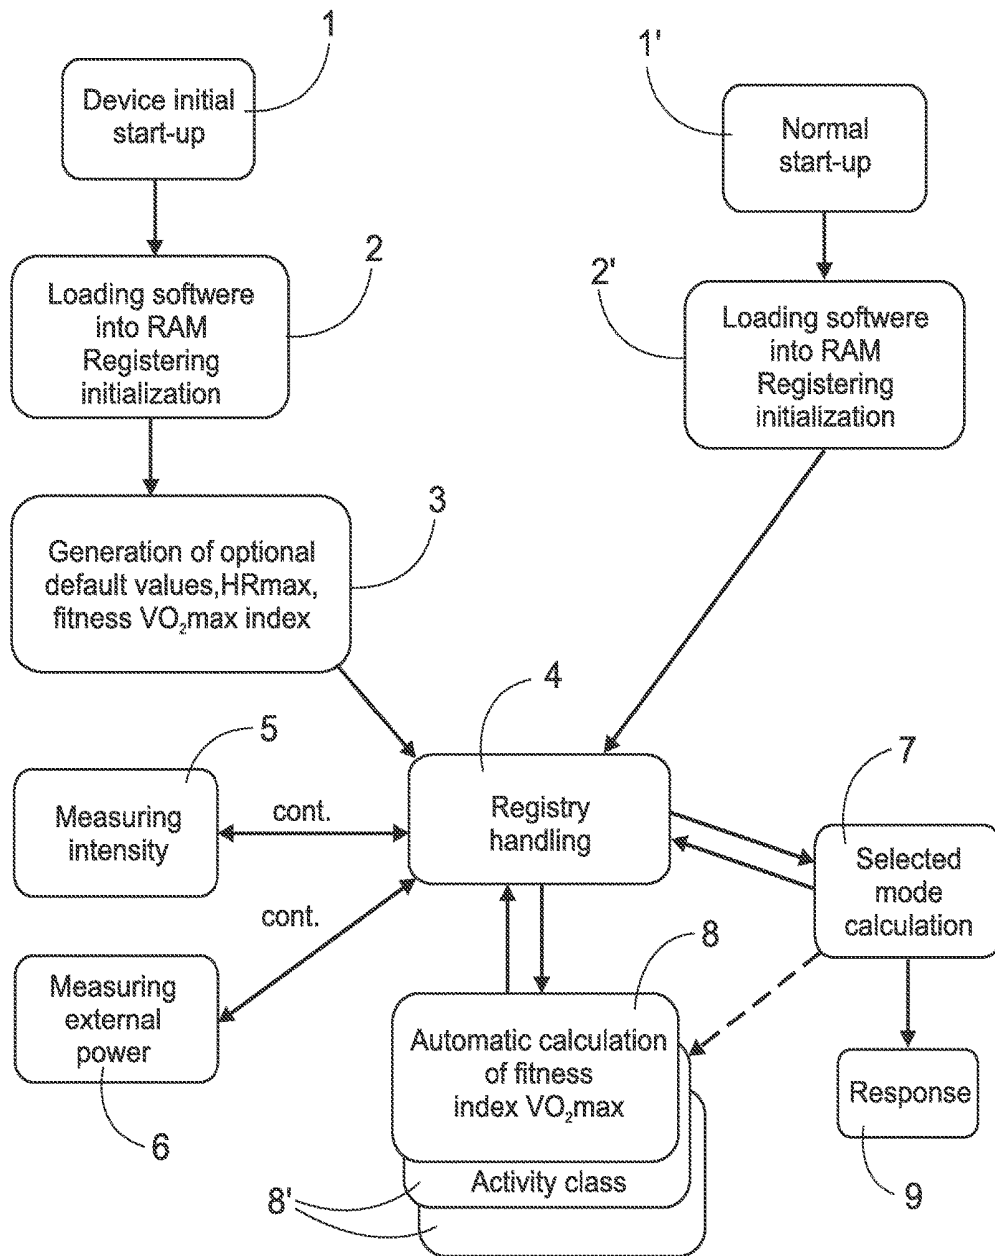 1
Device initial
start-up
1'
Normal
start-up
2
Loading softwere
into RAM
Registering
initialization
2'
Loading softwere
into RAM
Registering
initialization
3
Generation of optional
default values,HRmax,
fitness VO₂max index
4
Registry
handling
5
Measuring
intensity
cont.
cont.
6
Measuring
external
power
7
Selected
mode
calculation
8
Automatic calculation
of fitness
index VO₂max
8'
Activity class
Response
9